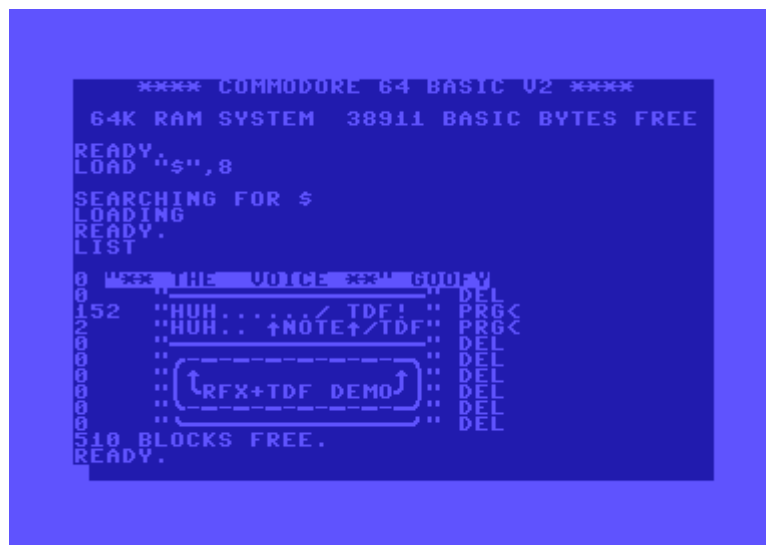 **** COMMODORE 64 BASIC V2 ****
64K RAM SYSTEM  38911 BASIC BYTES FREE
READY.
LOAD "$",8
SEARCHING FOR $
LOADING
READY.
LIST
0 "** THE  VOICE **" GOOFY
0 "────────────────" DEL
152 "HUH....../ TDF!" PRG<
2 "HUH.. ↑NOTE↑/TDF" PRG<
0 "────────────────" DEL
0 " DEL
0 "↑ ↑" DEL
0 "RFX+TDF DEMO" DEL
0 " DEL
0 " " DEL
510 BLOCKS FREE.
READY.